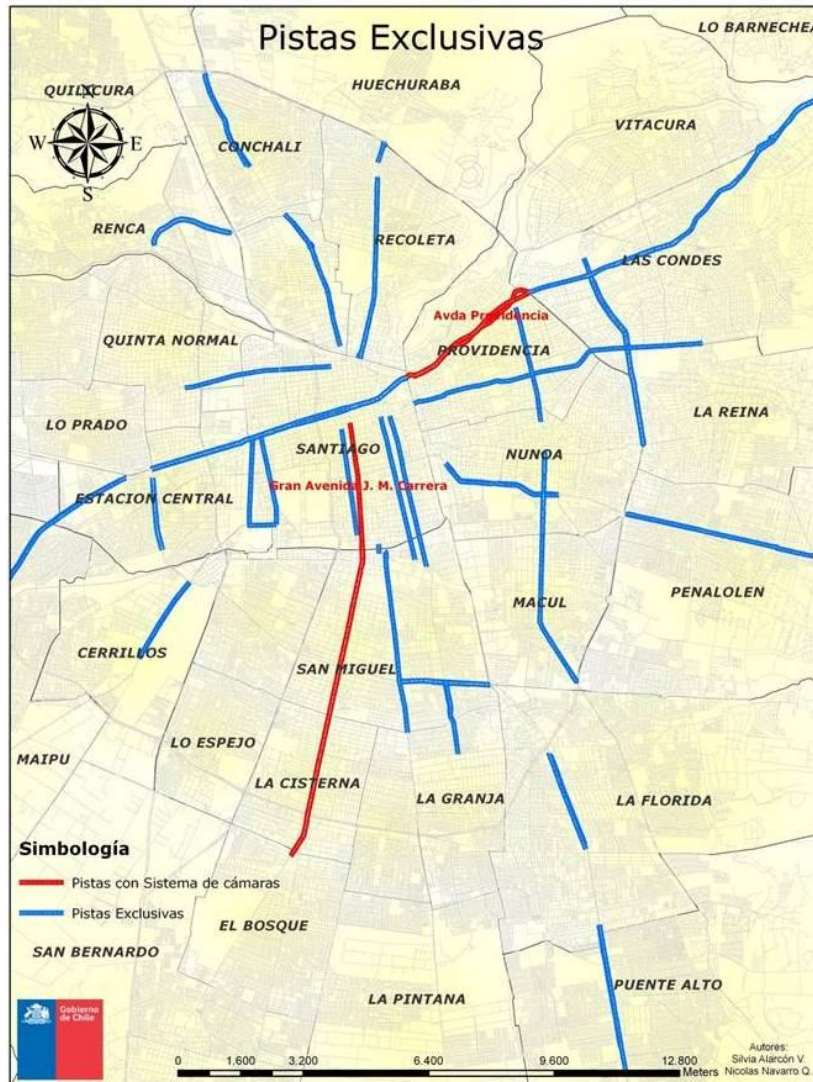 Pistas Exclusivas
LO BARNECHEA
QUILICURA
HUECHURABA
VITACURA
N
W
E
S
CONCHALI
RENCA
RECOLETA
LAS CONDES
Avda Providencia
QUINTA NORMAL
PROVIDENCIA
LO PRADO
LA REINA
SANTIAGO
NUNOA
ESTACION CENTRAL
Gran Avenida J. M. Carrera
PENALOLEN
MACUL
CERRILLOS
SAN MIGUEL
LO ESPEJO
MAIPU
LA CISTERNA
LA GRANJA
LA FLORIDA
Simbología
Pistas con Sistema de cámaras
Pistas Exclusivas
EL BOSQUE
SAN BERNARDO
LA PINTANA
PUENTE ALTO
Gobierno
de Chile
0 1.600 3.200 6.400 9.600 12.800
Meters
Autores:
Silvia Alarcón V.
Nicolas Navarro Q.